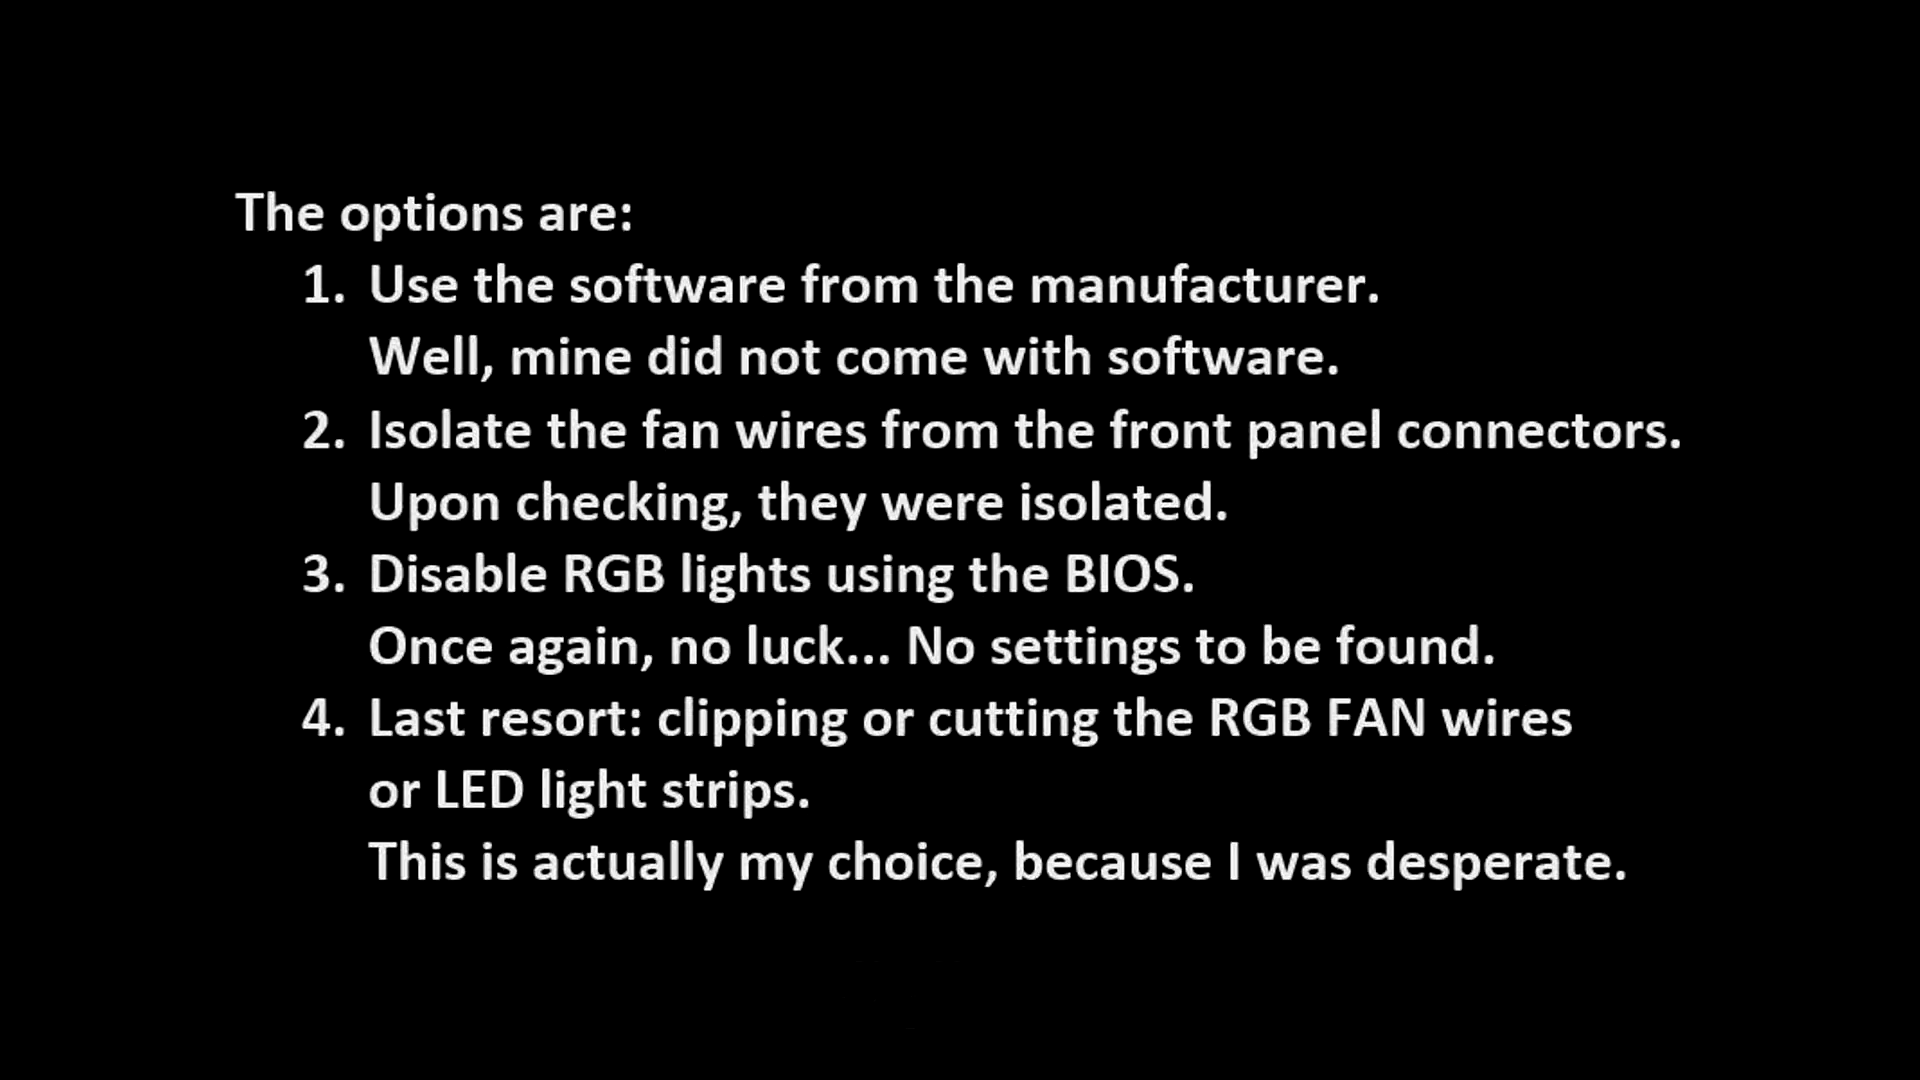 The options are:
1. Use the software from the manufacturer.
Well, mine did not come with software.
2. Isolate the fan wires from the front panel connectors.
Upon checking, they were isolated.
3. Disable RGB lights using the BIOS.
Once again, no luck... No settings to be found.
4. Last resort: clipping or cutting the RGB FAN wires
or LED light strips.
This is actually my choice, because I was desperate.